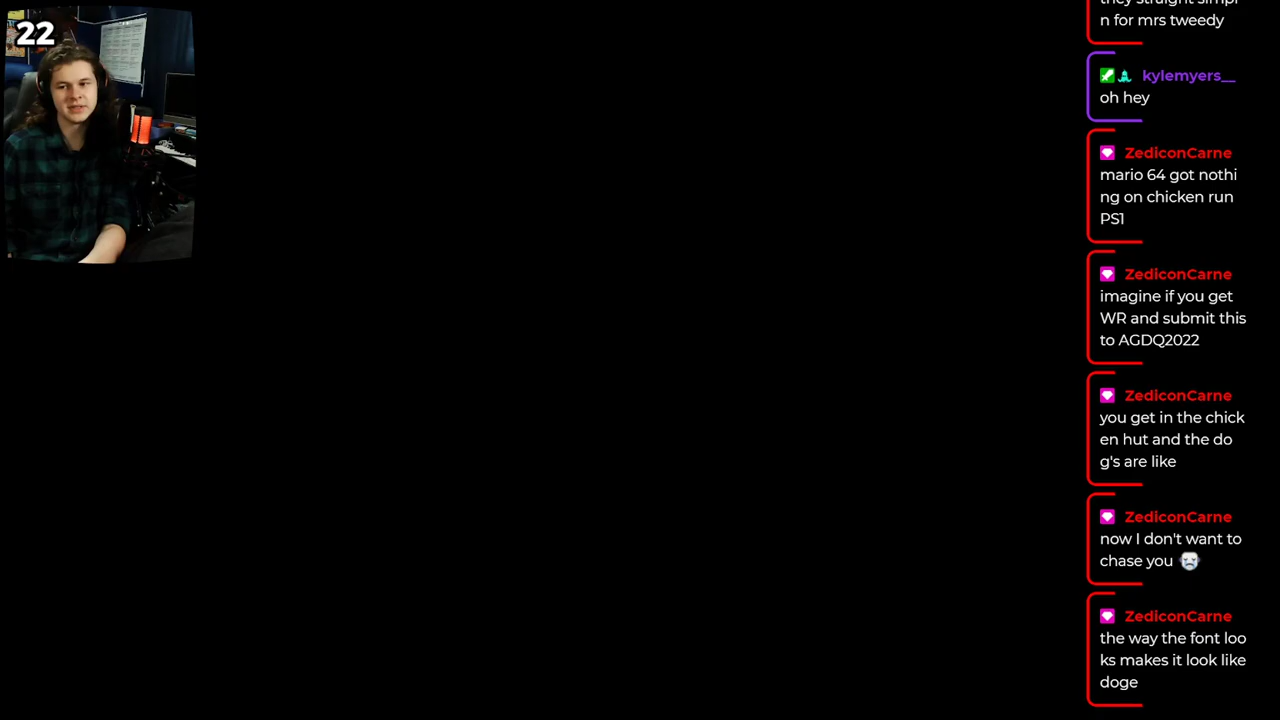 22
n for mrs tweedy
kylemyers__
oh hey
ZediconCarne
mario 64 got nothi
ng on chicken run
PS1
ZediconCarne
imagine if you get
WR and submit this
to AGDQ2022
ZediconCarne
you get in the chick
en hut and the do
g's are like
ZediconCarne
now I don't want to
chase you
ZediconCarne
the way the font loo
ks makes it look like
doge